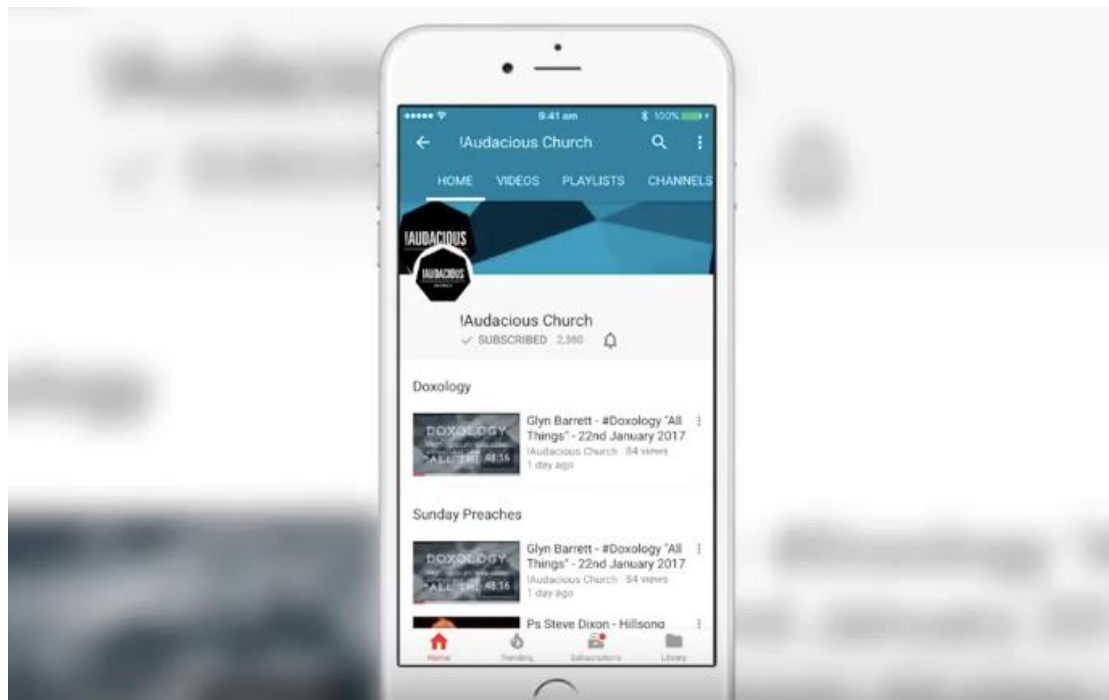 9:41 am
100%
!Audacious Church
HOME VIDEOS PLAYLISTS CHANNELS
!AUDACIOUS
!AUDACIOUS
!Audacious Church
SUBSCRIBED 2,380
Doxology
DOXOLOGY
48:16
Glyn Barrett - #Doxology "All
Things" - 22nd January 2017
!Audacious Church 84 views
1 day ago
Sunday Preaches
DOXOLOGY
48:16
Glyn Barrett - #Doxology "All
Things" - 22nd January 2017
!Audacious Church 84 views
1 day ago
Ps Steve Dixon - Hillsong
Home Trending Subscriptions Library